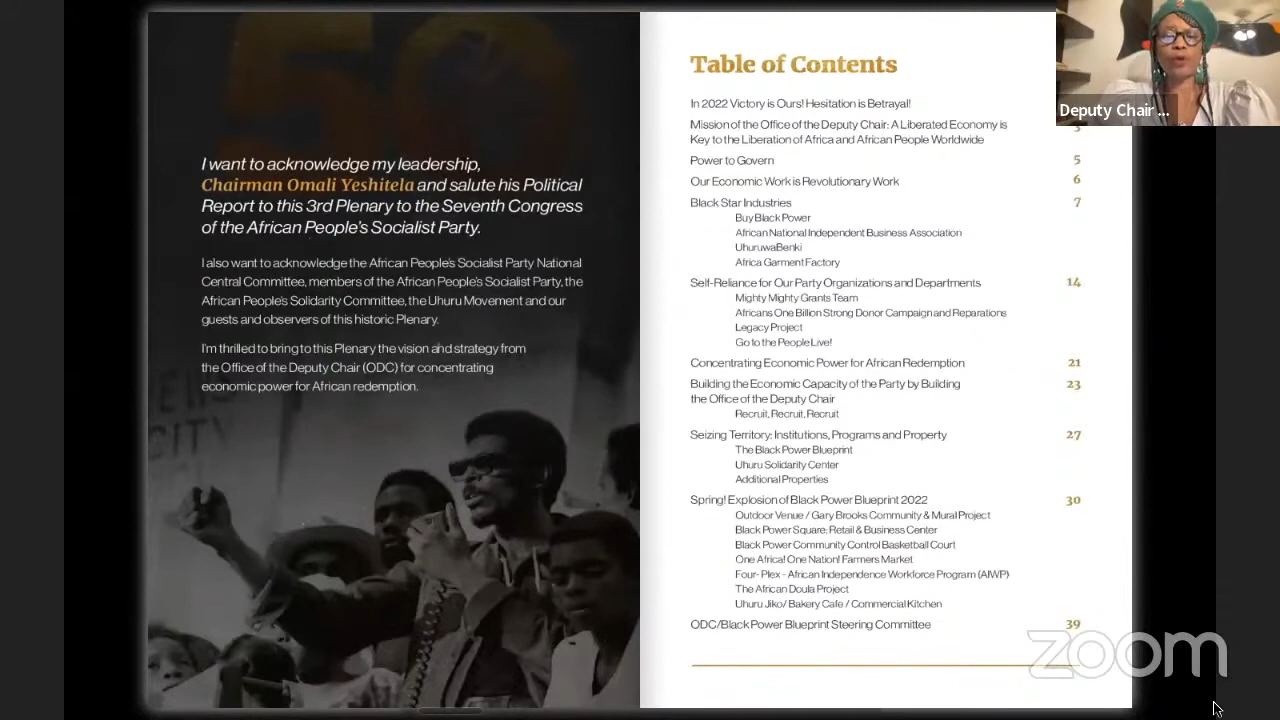 50
I want to acknowledge my leadership,
Chairman Omali Yeshitela and salute his Political
Report to this 3rd Plenary to the Seventh Congress
of the African People's Socialist Party.
I also want to acknowledge the African People's Socialist Party National
Central Committee, members of the African People's Socialist Party, the
African People's Solidarity Committee, the Uhuru Movement and our
guests and observers of this historic Plenary.
I'm thrilled to bring to this Plenary the vision and strategy from
the Office of the Deputy Chair (ODC) for concentrating
economic power for African redemption.
Table of Contents
In 2022 Victory is Ours! Hesitation is Betrayal!
Mission of the Office of the Deputy Chair: A Liberated Economy is 3
Key to the Liberation of Africa and African People Worldwide
Power to Govern 5
Our Economic Work is Revolutionary Work 6
Black Star Industries 7
Buy Black Power
African National Independent Business Association
UhuruwaBenki
Africa Garment Factory
Self-Reliance for Our Party Organizations and Departments 14
Mighty Mighty Grants Team
Africans One Billion Strong Donor Campaign and Reparations
Legacy Project
Go to the People Live!
Concentrating Economic Power for African Redemption 21
Building the Economic Capacity of the Party by Building 23
the Office of the Deputy Chair
Recruit, Recruit, Recruit
Seizing Territory: Institutions, Programs and Property 27
The Black Power Blueprint
Uhuru Solidarity Center
Additional Properties
Spring! Explosion of Black Power Blueprint 2022 30
Outdoor Venue / Gary Brooks Community & Mural Project
Black Power Square: Retail & Business Center
Black Power Community Control Basketball Court
One Africa! One Nation! Farmers Market
Four- Plex - African Independence Workforce Program (AIWP)
The African Doula Project
Uhuru Jiko/ Bakery Cafe / Commercial Kitchen
ODC/Black Power Blueprint Steering Committee 39
Deputy Chair ...
zoom